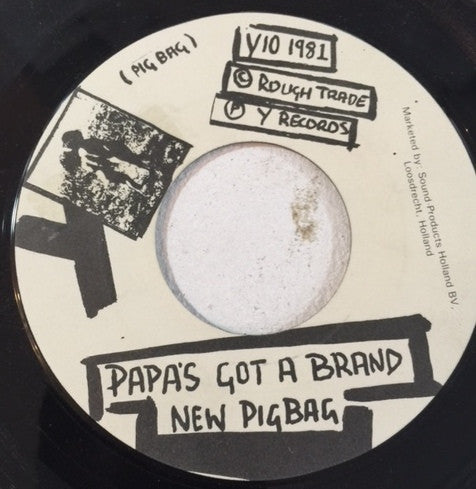 (PIG BAG)
Y10 1981
© ROUGH TRADE
℗ Y RECORDS
Marketed by: Sound Products Holland BV.
Loosdrecht, Holland
PAPA'S GOT A BRAND
NEW PIGBAG